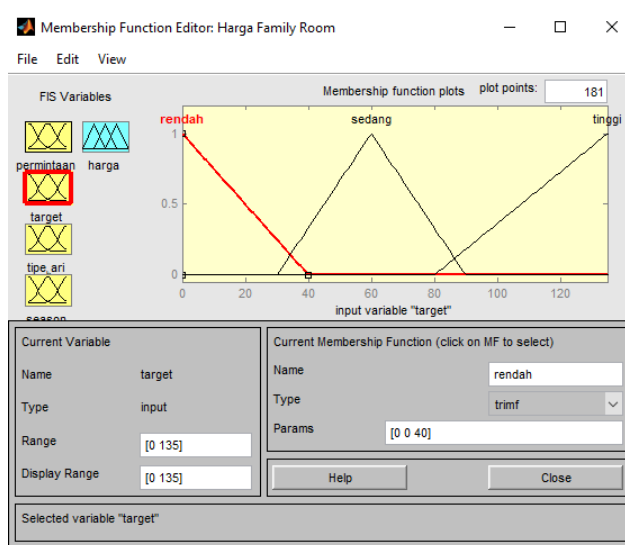 Membership Function Editor: Harga Family Room
File Edit View
FIS Variables
Membership function plots plot points: 181
permintaan harga
target
tipe_ari
season
rendah sedang tinggi
1
0.5
0
0 20 40 60 80 100 120
input variable "target"
Current Variable
Name target
Type input
Range [0 135]
Display Range [0 135]
Current Membership Function (click on MF to select)
Name rendah
Type trimf
Params [0 0 40]
Help Close
Selected variable "target"